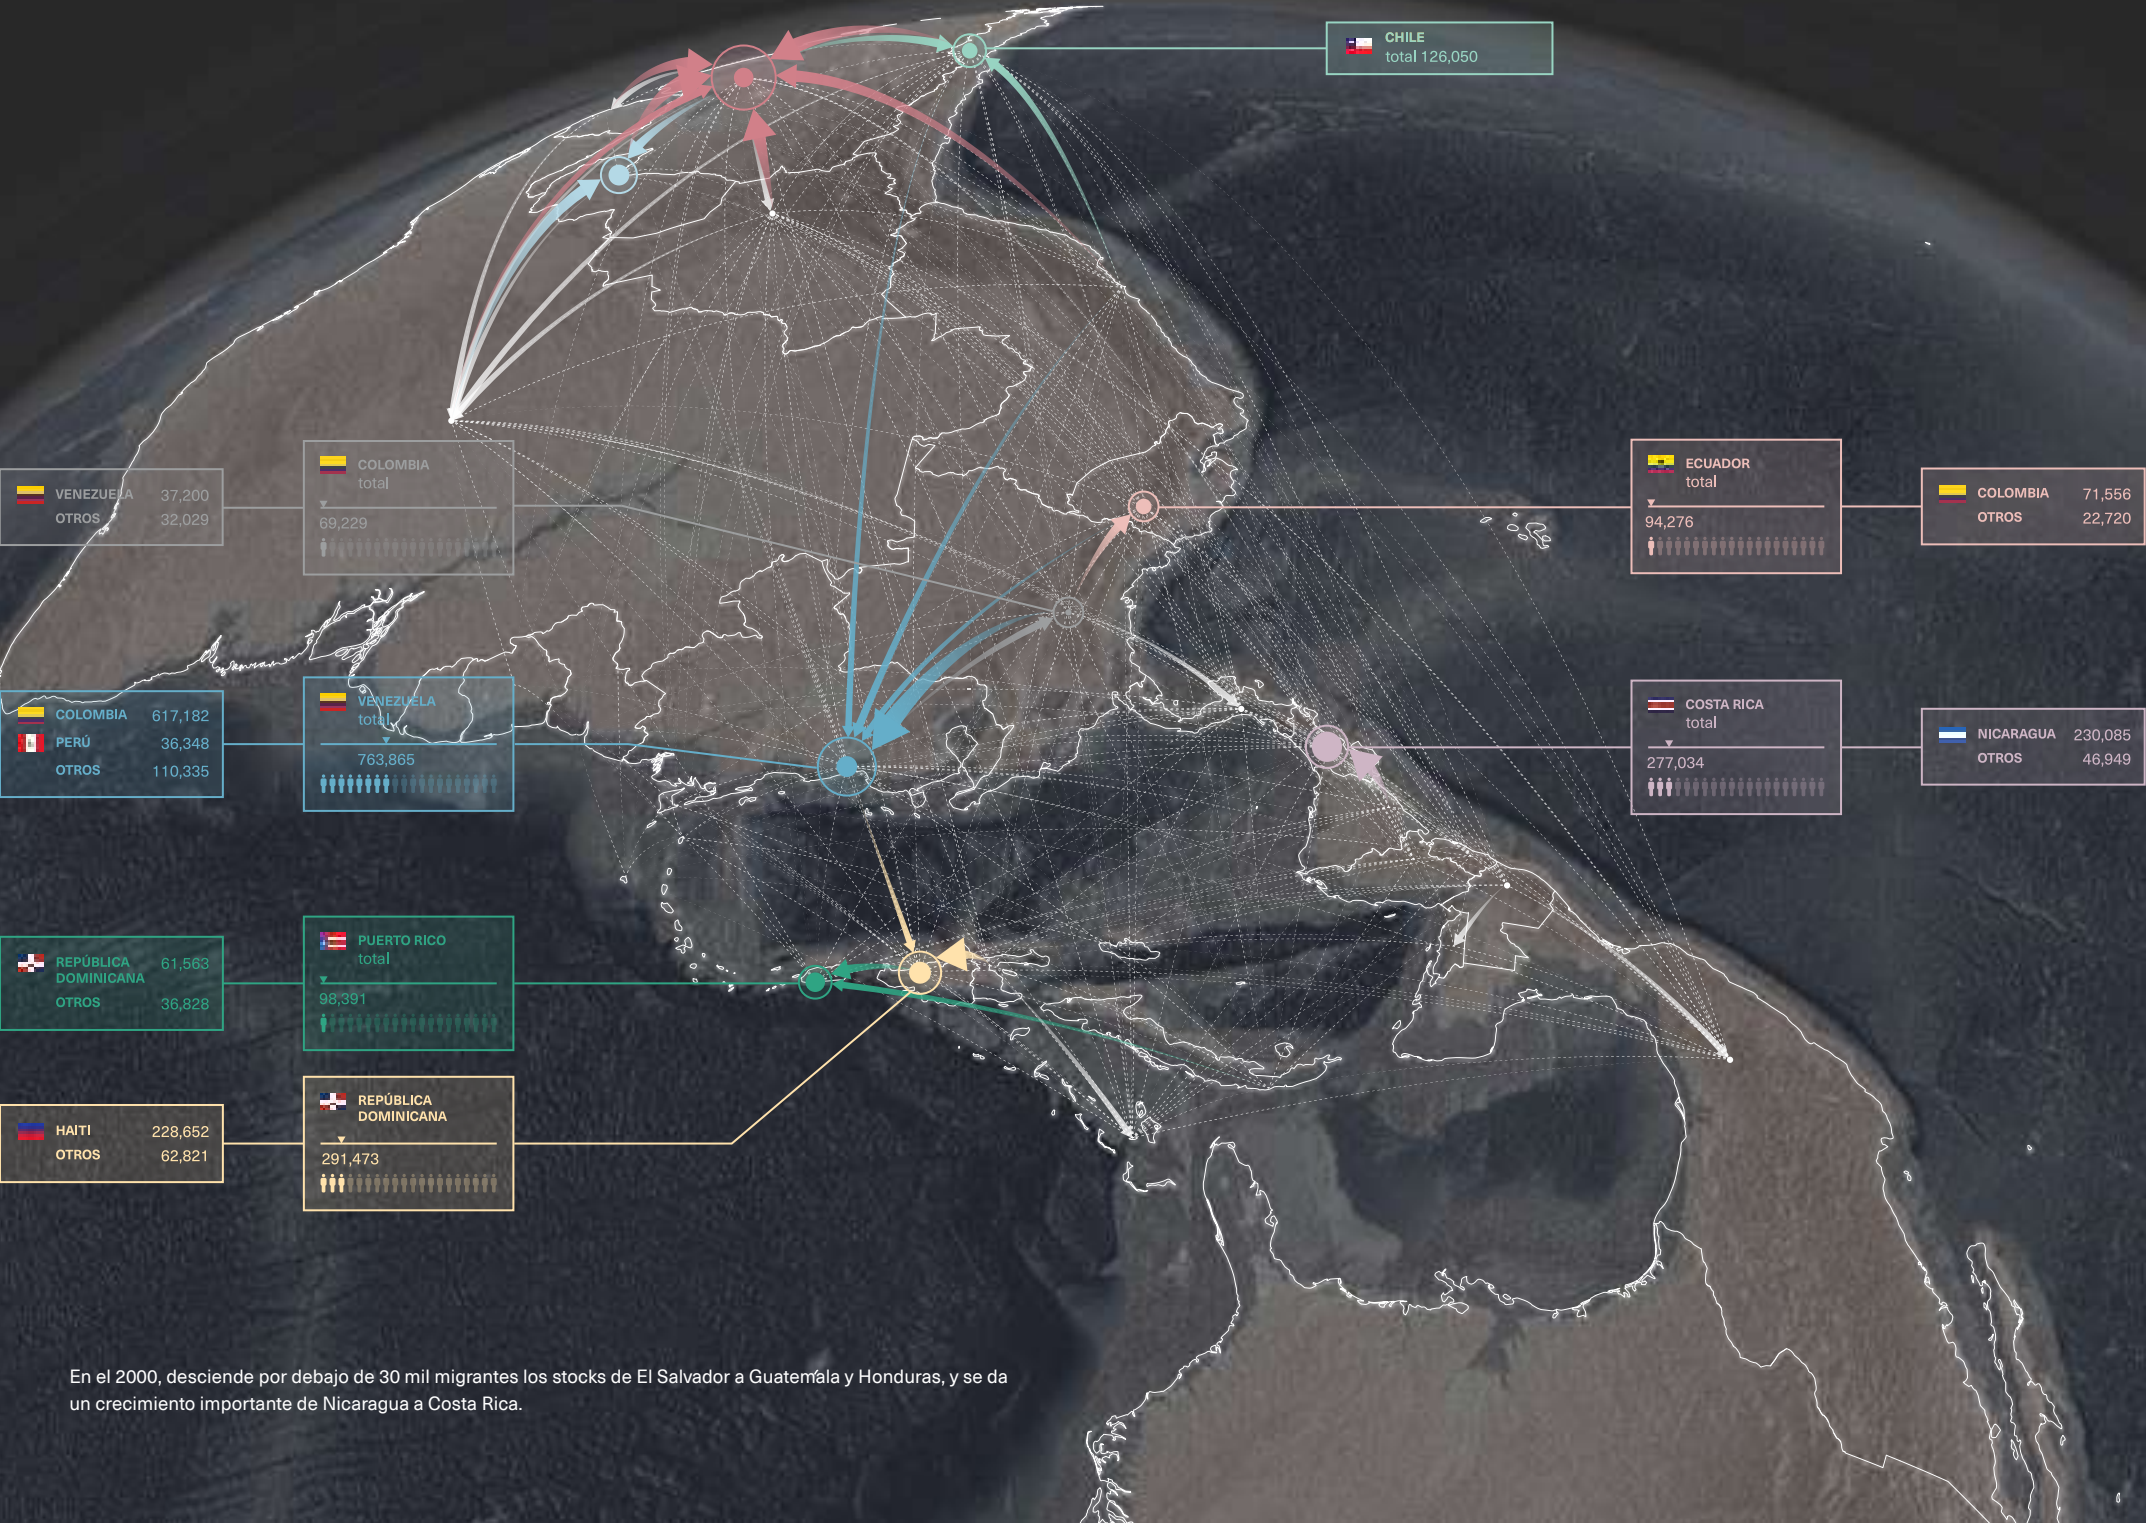 CHILE
total 126,050
COLOMBIA
total
69,229
VENEZUELA 37,200
OTROS 32,029
ECUADOR
total
94,276
COLOMBIA 71,556
OTROS 22,720
VENEZUELA
total
763,865
COLOMBIA 617,182
PERÚ 36,348
OTROS 110,335
COSTA RICA
total
277,034
NICARAGUA 230,085
OTROS 46,949
PUERTO RICO
total
98,391
REPÚBLICA 61,563
DOMINICANA
OTROS 36,828
REPÚBLICA
DOMINICANA
291,473
HAITI 228,652
OTROS 62,821
En el 2000, desciende por debajo de 30 mil migrantes los stocks de El Salvador a Guatemala y Honduras, y se da
un crecimiento importante de Nicaragua a Costa Rica.